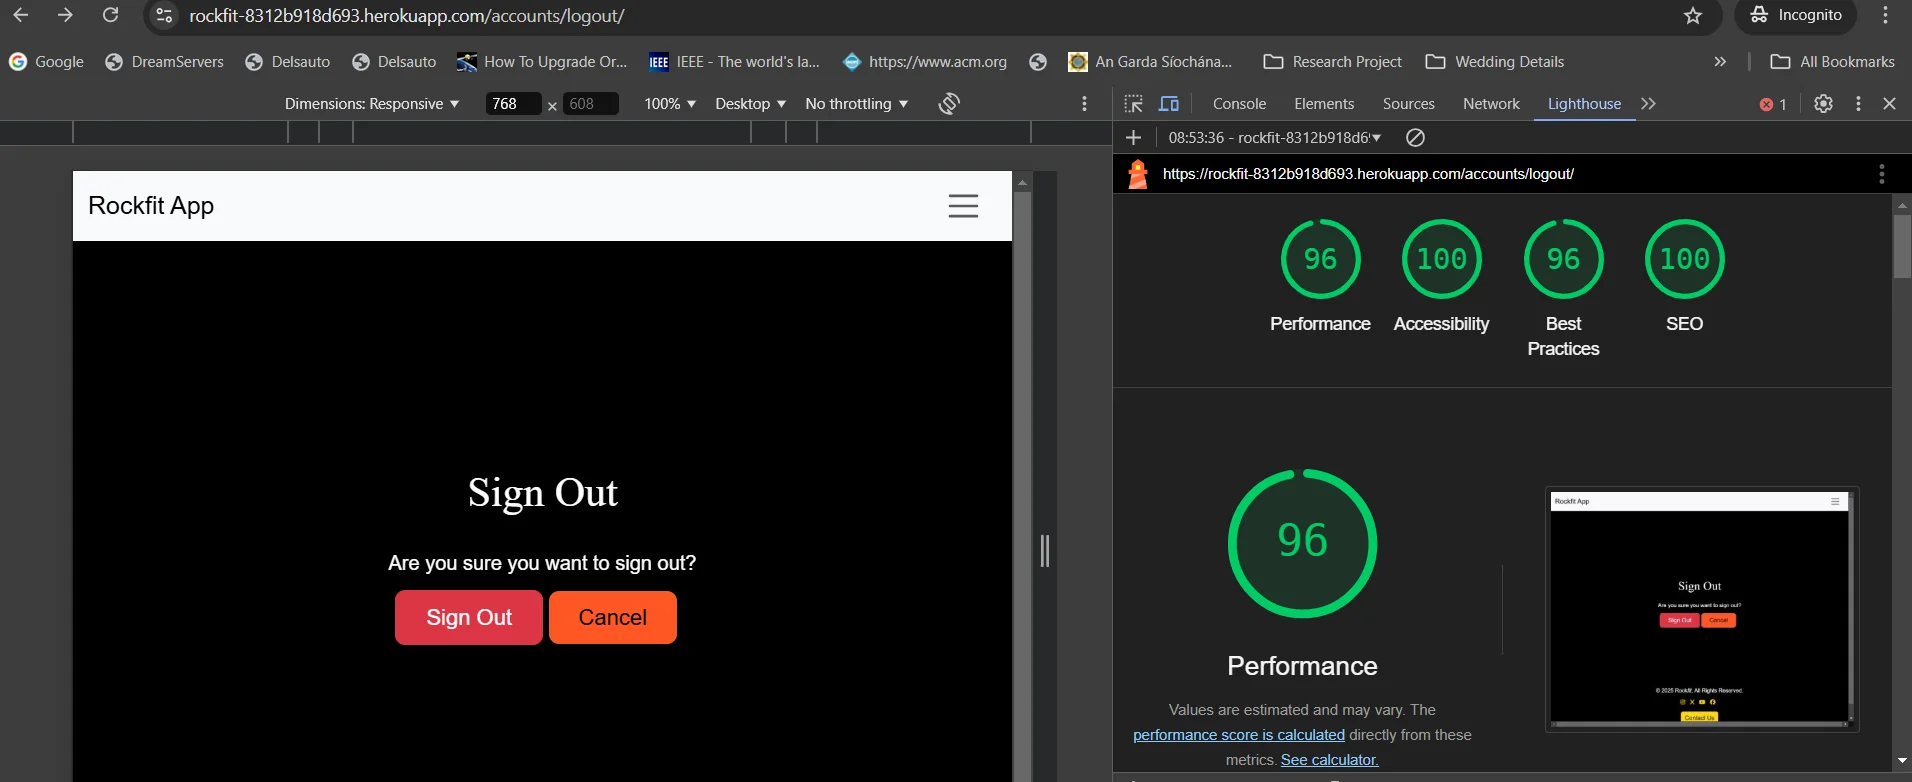 rockfit-8312b918d693.herokuapp.com/accounts/logout/
Incognito
Google DreamServers Delsauto Delsauto How To Upgrade Or... IEEE IEEE - The world's la... https://www.acm.org An Garda Síochána... Research Project Wedding Details » All Bookmarks
Dimensions: Responsive 768 × 608 100% Desktop No throttling
Console Elements Sources Network Lighthouse 1
08:53:36 - rockfit-8312b918d6
https://rockfit-8312b918d693.herokuapp.com/accounts/logout/
Rockfit App
Sign Out
Are you sure you want to sign out?
Sign Out Cancel
96 100 96 100
Performance Accessibility Best Practices SEO
96
Performance
Values are estimated and may vary. The
performance score is calculated directly from these
metrics. See calculator.
Rockfit App
Sign Out
Are you sure you want to sign out?
Sign Out Cancel
© 2025 Rockfit. All Rights Reserved.
Contact Us